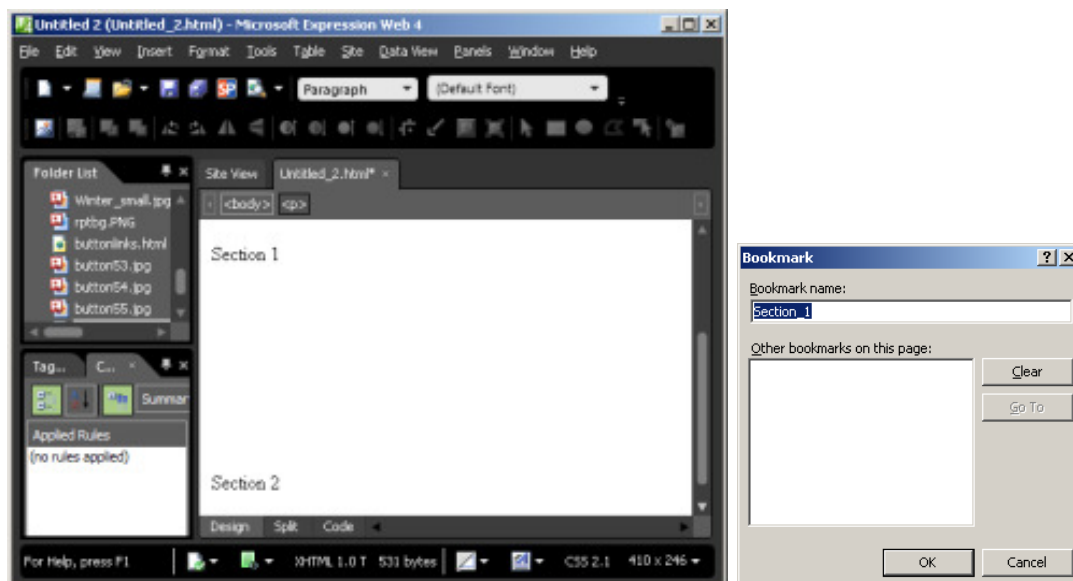 Untitled 2 (Untitled_2.html) - Microsoft Expression Web 4
File Edit View Insert Format Tools Table Site Data View Panels Window Help
Paragraph (Default Font)
Folder List
Site View Untitled_2.html* ×
<body> <p>
Winter_small.jpg
rptbg.PNG
buttonlinks.html
button53.jpg
button54.jpg
button55.jpg
Section 1
Tag... C... ×
Summar
Applied Rules
(no rules applied)
Section 2
Design Split Code
For Help, press F1 XHTML 1.0 T 531 bytes CSS 2.1 410 x 246
Bookmark
Bookmark name:
Section_1
Other bookmarks on this page:
Clear
Go To
OK Cancel